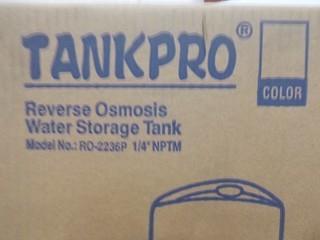 TANKPRO®
COLOR
Reverse Osmosis
Water Storage Tank
Model No.: RO-2236P 1/4" NPTM